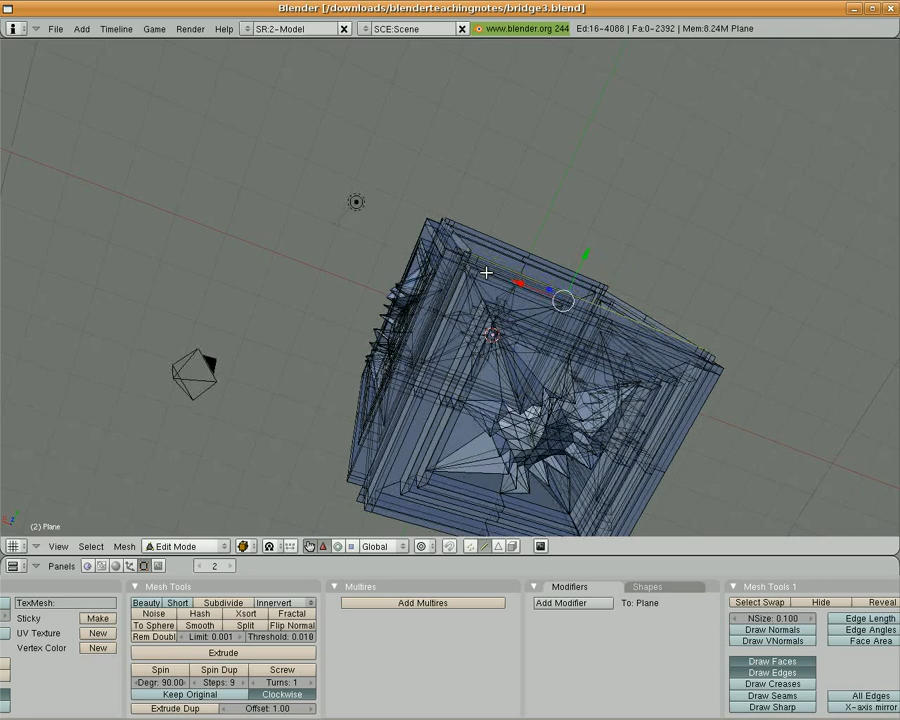 Blender [/downloads/blenderteachingnotes/bridge3.blend]
File Add Timeline Game Render Help SR:2-Model SCE:Scene www.blender.org 244 Ed:16-4088 | Fa:0-2392 | Mem:8.24M Plane
(2) Plane
View Select Mesh Edit Mode Global
Panels 2
Mesh Tools Multires Modifiers Shapes Mesh Tools 1
TexMesh: Beauty Short Subdivide Innervert Add Multires Add Modifier To: Plane Select Swap Hide Reveal
Sticky Make Noise Hash Xsort Fractal NSize: 0.100 Edge Length
UV Texture New To Sphere Smooth Split Flip Normal Draw Normals Edge Angles
Vertex Color New Rem Doubl Limit: 0.001 Threshold: 0.010 Draw VNormals Face Area
Extrude
Draw Faces
Spin Spin Dup Screw Draw Edges
Degr: 90.00 Steps: 9 Turns: 1 Draw Creases
Keep Original Clockwise Draw Seams All Edges
Extrude Dup Offset: 1.00 Draw Sharp X-axis mirror